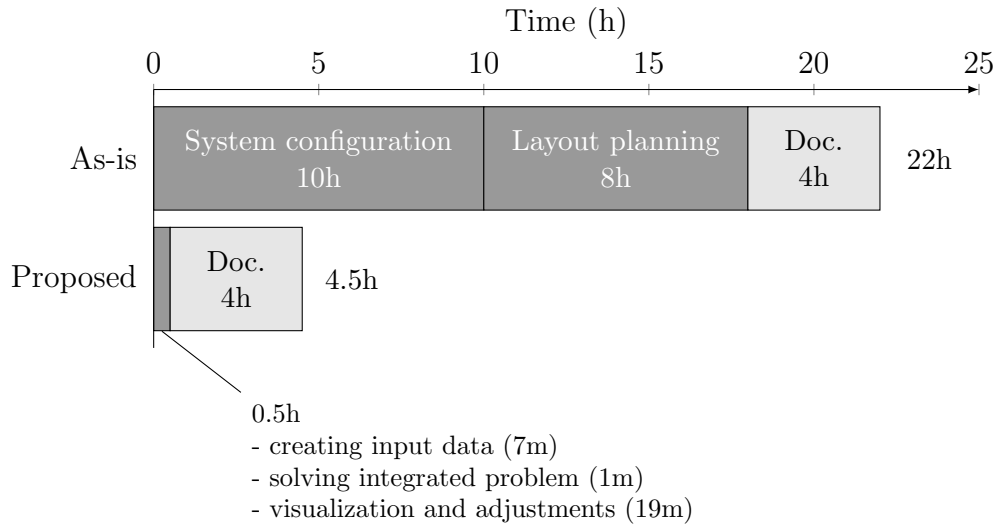 Time (h)
0 5 10 15 20 25
As-is
System configuration
10h
Layout planning
8h
Doc.
4h
22h
Proposed
Doc.
4h
4.5h
0.5h
- creating input data (7m)
- solving integrated problem (1m)
- visualization and adjustments (19m)